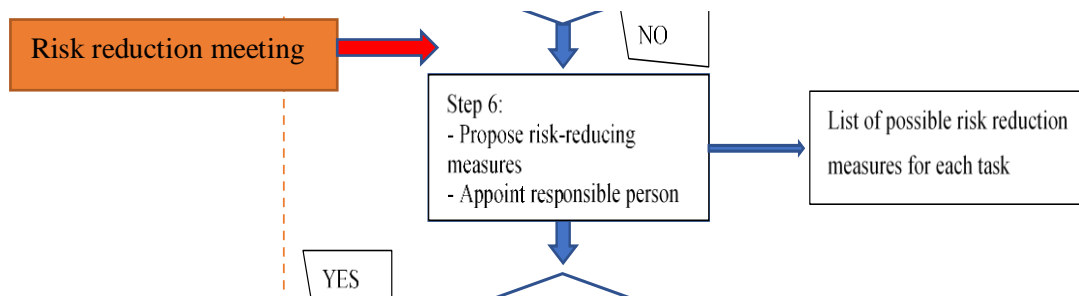 Risk reduction meeting
NO
Step 6:
- Propose risk-reducing
measures
- Appoint responsible person
List of possible risk reduction
measures for each task
YES